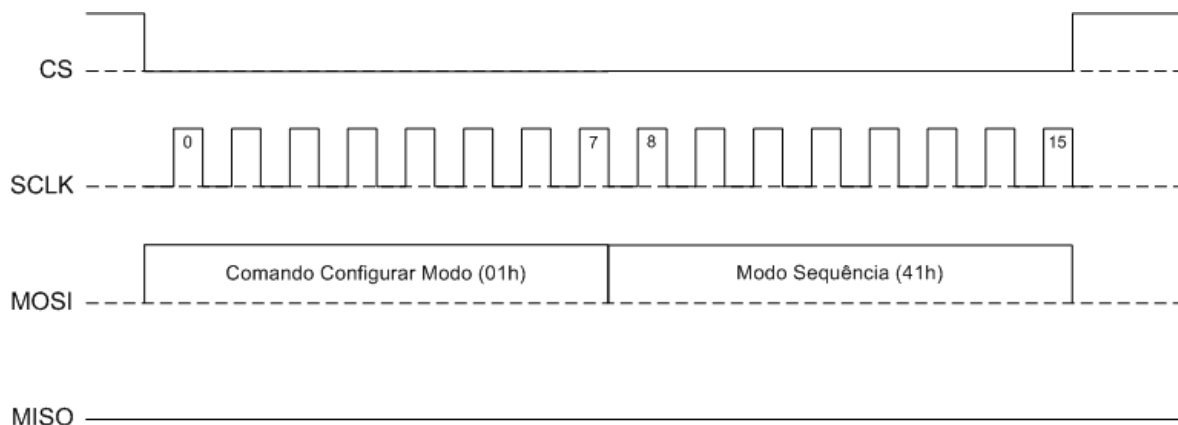 CS
0 7 8 15
SCLK
Comando Configurar Modo (01h) Modo Sequência (41h)
MOSI
MISO